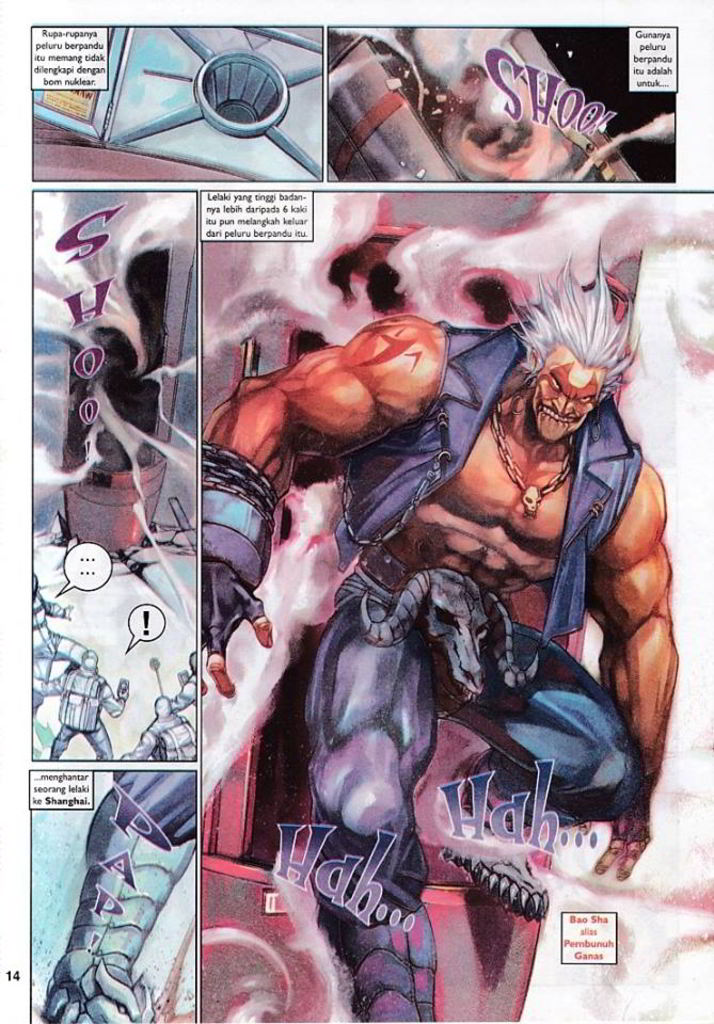 Rupa-rupanya
peluru berpandu
itu memang tidak
dilengkapi dengan
bom nuklear.
SHOO!
Gunanya
peluru
berpandu
itu adalah
untuk....
SHOO!
Lelaki yang tinggi badan-
nya lebih daripada 6 kaki
itu pun melangkah keluar
dari peluru berpandu itu.
...
...
!
...menghantar
seorang lelaki
ke Shanghai.
PAP!
Hah...
Hah...
Bao Sha
alias
Pembunuh
Ganas
14